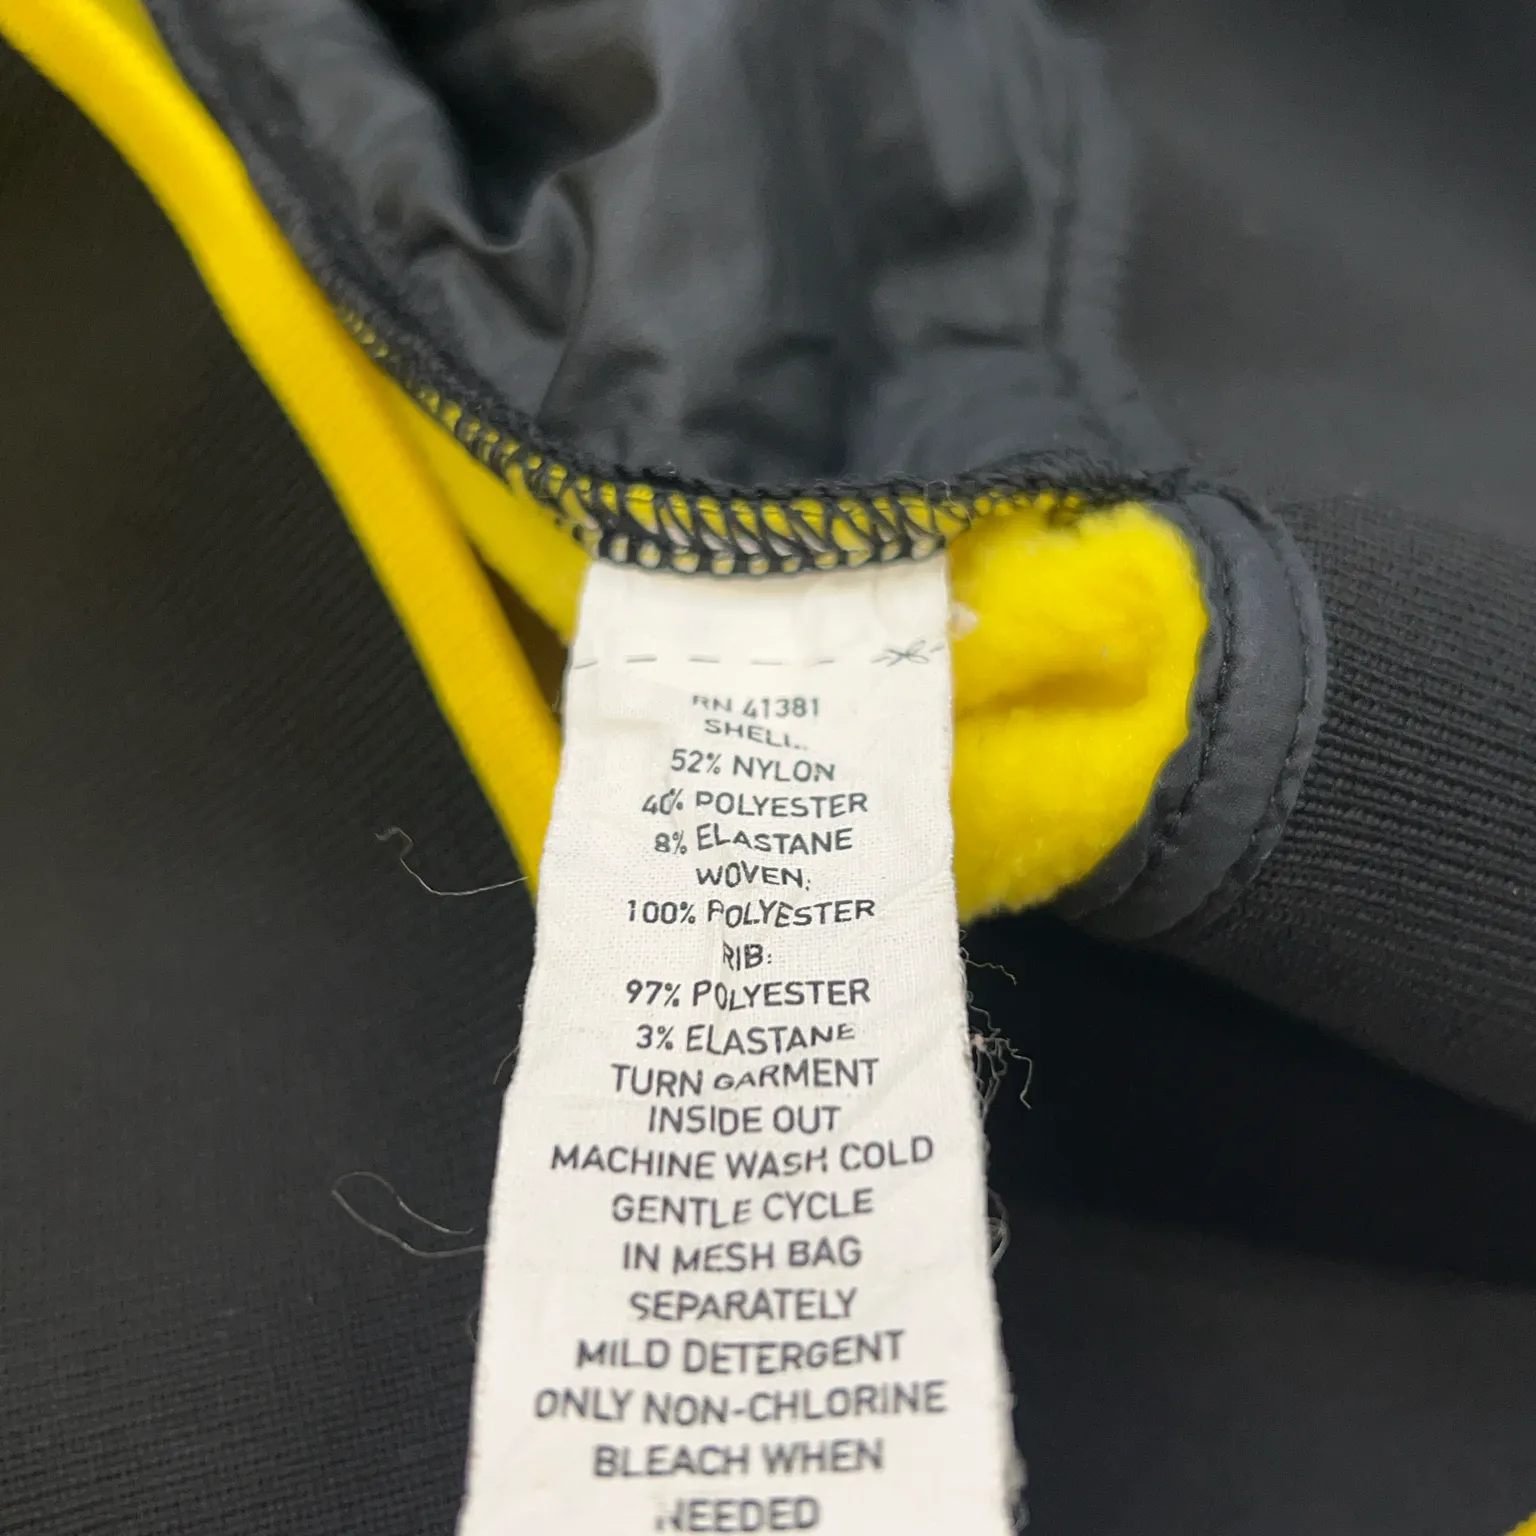 RN 41381
SHELL:
52% NYLON
40% POLYESTER
8% ELASTANE
WOVEN:
100% POLYESTER
RIB:
97% POLYESTER
3% ELASTANE
TURN GARMENT
INSIDE OUT
MACHINE WASH COLD
GENTLE CYCLE
IN MESH BAG
SEPARATELY
MILD DETERGENT
ONLY NON-CHLORINE
BLEACH WHEN
NEEDED